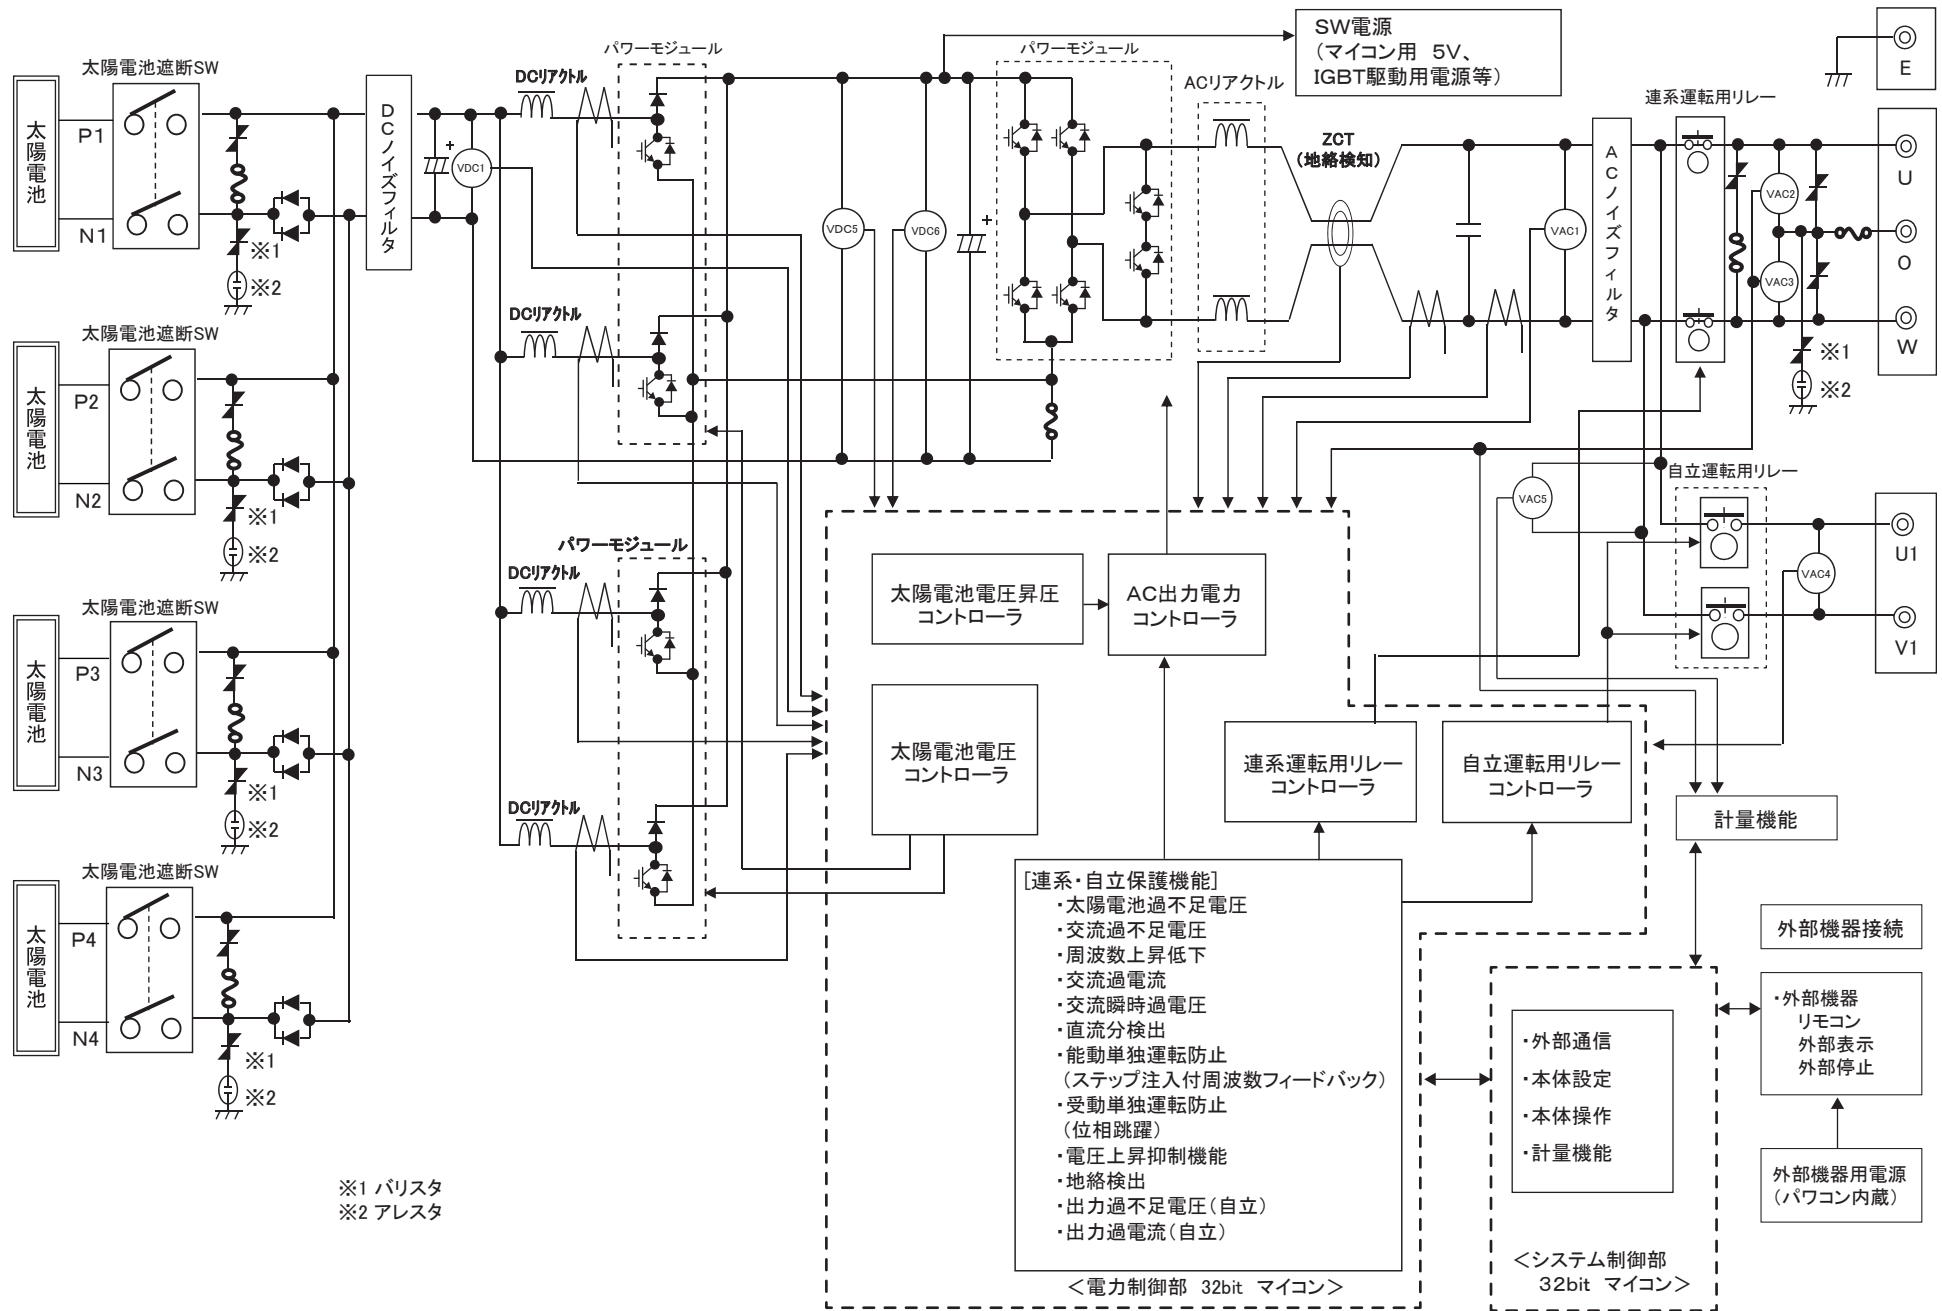 太陽電池遮断SW
太陽電池
P1
N1
※1
※2
太陽電池遮断SW
太陽電池
P2
N2
※1
※2
太陽電池遮断SW
太陽電池
P3
N3
※1
※2
太陽電池遮断SW
太陽電池
P4
N4
※1
※2
※1 バリスタ
※2 アレスタ
DCノイズフィルタ
+
VDC1
DCリアクトル
パワーモジュール
DCリアクトル
パワーモジュール
DCリアクトル
DCリアクトル
VDC5
VDC6
+
パワーモジュール
SW電源
(マイコン用 5V、
IGBT駆動用電源等)
ACリアクトル
ZCT
(地絡検知)
VAC1
ACノイズフィルタ
連系運転用リレー
VAC2
VAC3
※1
※2
E
U
O
W
自立運転用リレー
VAC5
VAC4
U1
V1
太陽電池電圧昇圧
コントローラ
AC出力電力
コントローラ
太陽電池電圧
コントローラ
連系運転用リレー
コントローラ
自立運転用リレー
コントローラ
計量機能
[連系・自立保護機能]
・太陽電池過不足電圧
・交流過不足電圧
・周波数上昇低下
・交流過電流
・交流瞬時過電圧
・直流分検出
・能動単独運転防止
(ステップ注入付周波数フィードバック)
・受動単独運転防止
(位相跳躍)
・電圧上昇抑制機能
・地絡検出
・出力過不足電圧(自立)
・出力過電流(自立)
<電力制御部 32bit マイコン>
・外部通信
・本体設定
・本体操作
・計量機能
<システム制御部
32bit マイコン>
外部機器接続
・外部機器
リモコン
外部表示
外部停止
外部機器用電源
(パワコン内蔵)